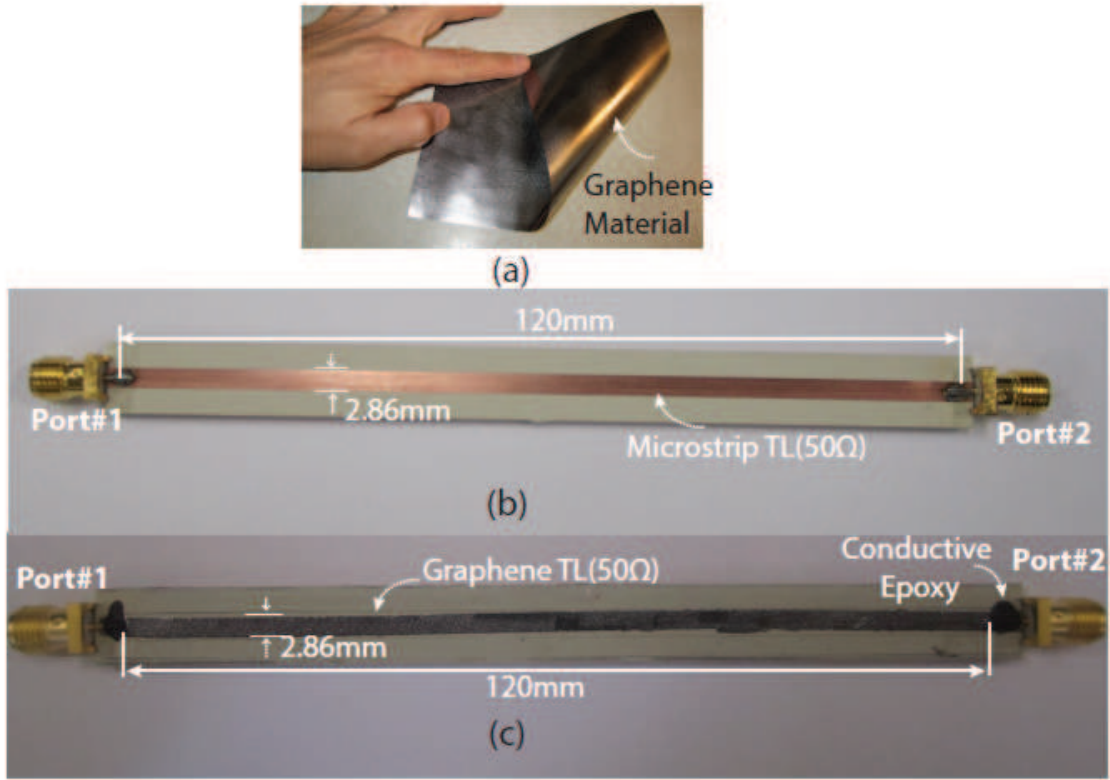 Graphene
Material
(a)
120mm
Port#1
2.86mm
Microstrip TL(50Ω)
Port#2
(b)
Port#1
Graphene TL(50Ω)
Conductive
Epoxy
Port#2
2.86mm
120mm
(c)